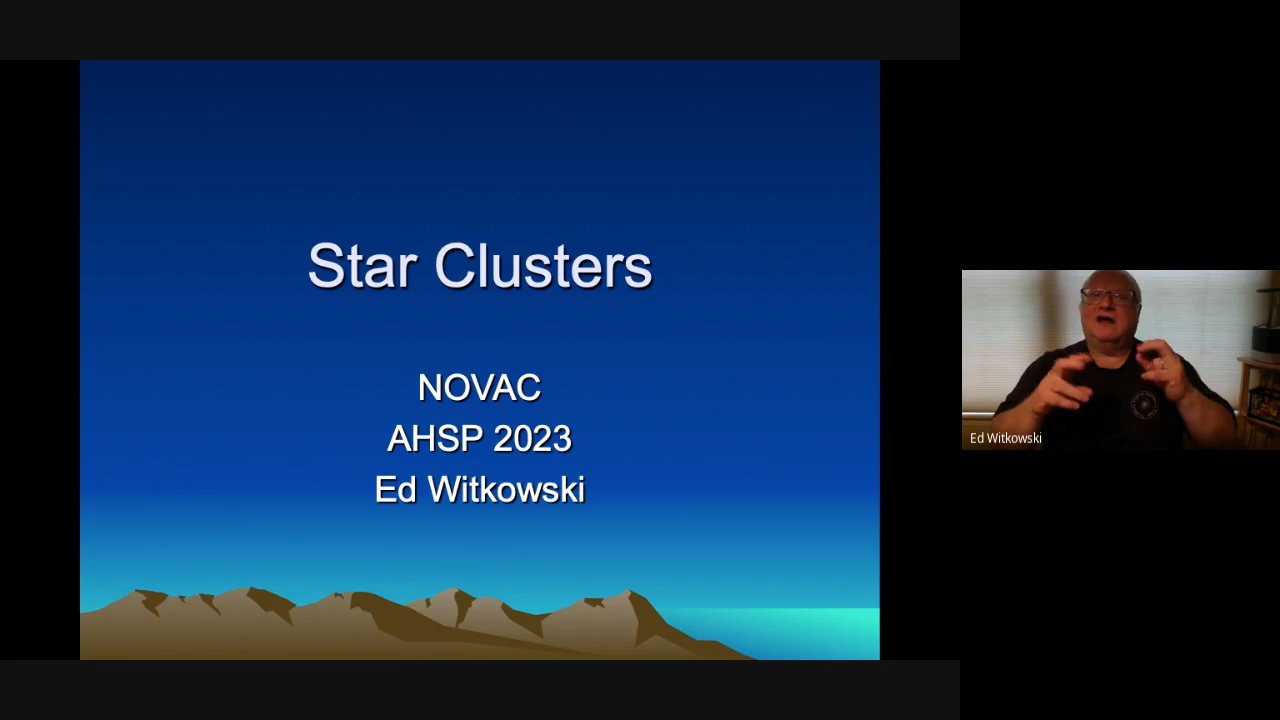 Star Clusters
NOVAC
AHSP 2023
Ed Witkowski
Ed Witkowski